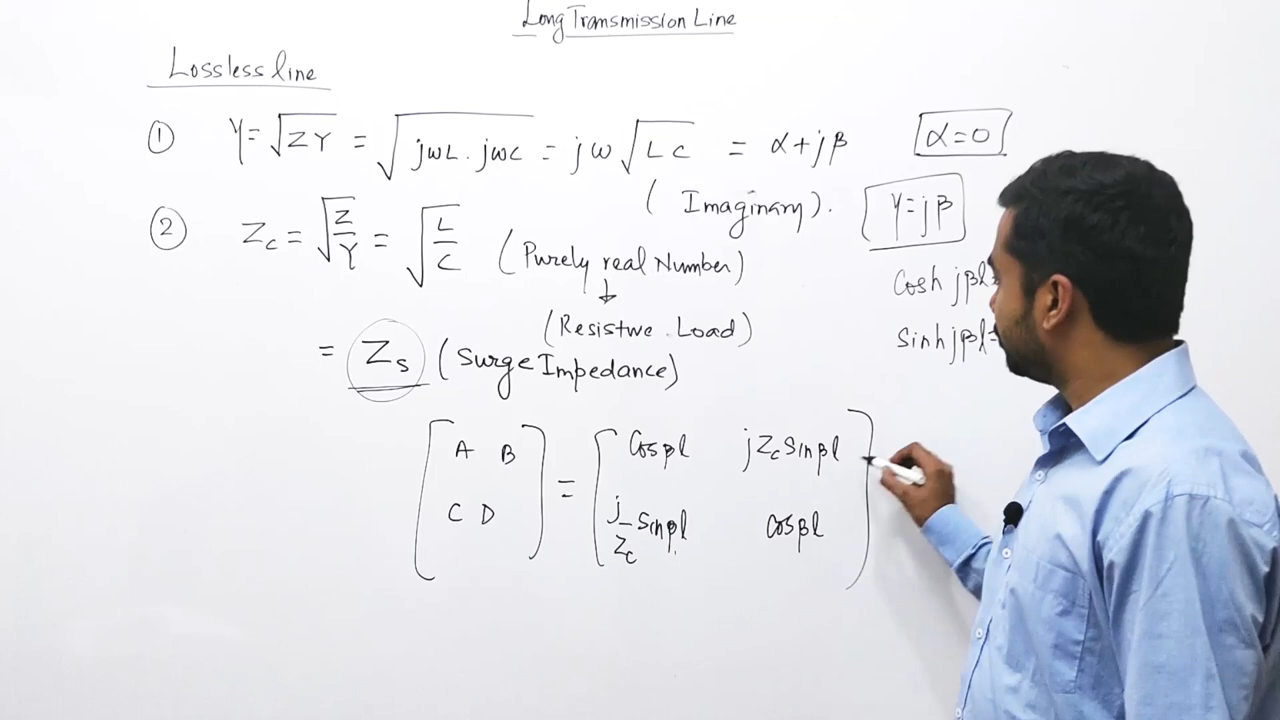 Long Transmission Line
Lossless line
① γ = √ZY = √jωL . jωC = jω√LC = α + jβ
α = 0
( Imaginary ).
γ = jβ
② Zc = √Z/Y = √L/C ( Purely real Number )
↓
( Resistive Load )
Cosh jβl =
Sinh jβl =
= Zs ( Surge Impedance )
[ A B ] = [ Cosβl jZc Sinβl ]
[ C D ] [ j/Zc Sinβl Cosβl ]